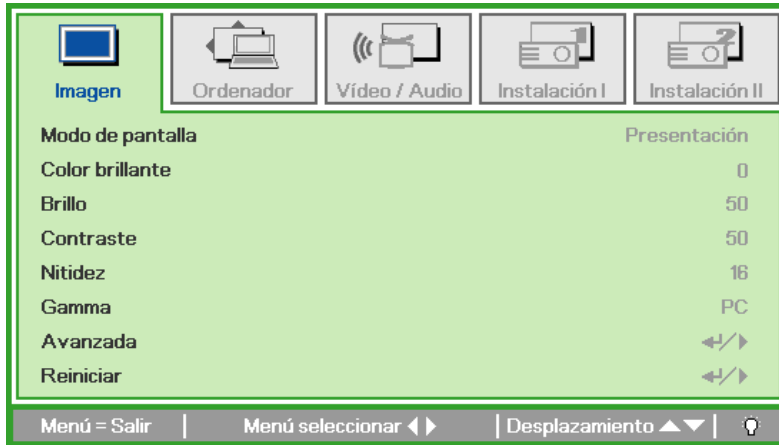 Imagen Ordenador Vídeo / Audio Instalación I Instalación II
Modo de pantalla Presentación
Color brillante 0
Brillo 50
Contraste 50
Nitidez 16
Gamma PC
Avanzada
Reiniciar
Menú = Salir Menú seleccionar Desplazamiento